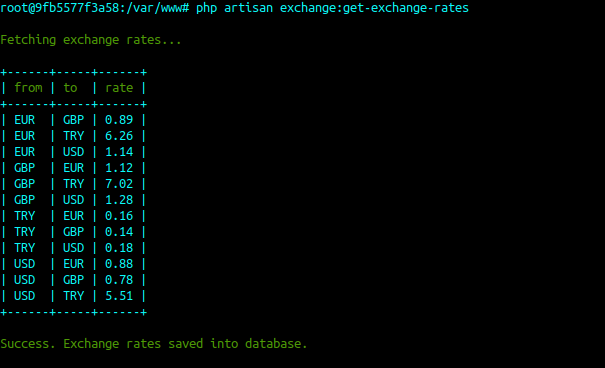 root@9fb5577f3a58:/var/www# php artisan exchange:get-exchange-rates
Fetching exchange rates...
+------+-----+------+
| from | to  | rate |
+------+-----+------+
| EUR  | GBP | 0.89 |
| EUR  | TRY | 6.26 |
| EUR  | USD | 1.14 |
| GBP  | EUR | 1.12 |
| GBP  | TRY | 7.02 |
| GBP  | USD | 1.28 |
| TRY  | EUR | 0.16 |
| TRY  | GBP | 0.14 |
| TRY  | USD | 0.18 |
| USD  | EUR | 0.88 |
| USD  | GBP | 0.78 |
| USD  | TRY | 5.51 |
+------+-----+------+
Success. Exchange rates saved into database.